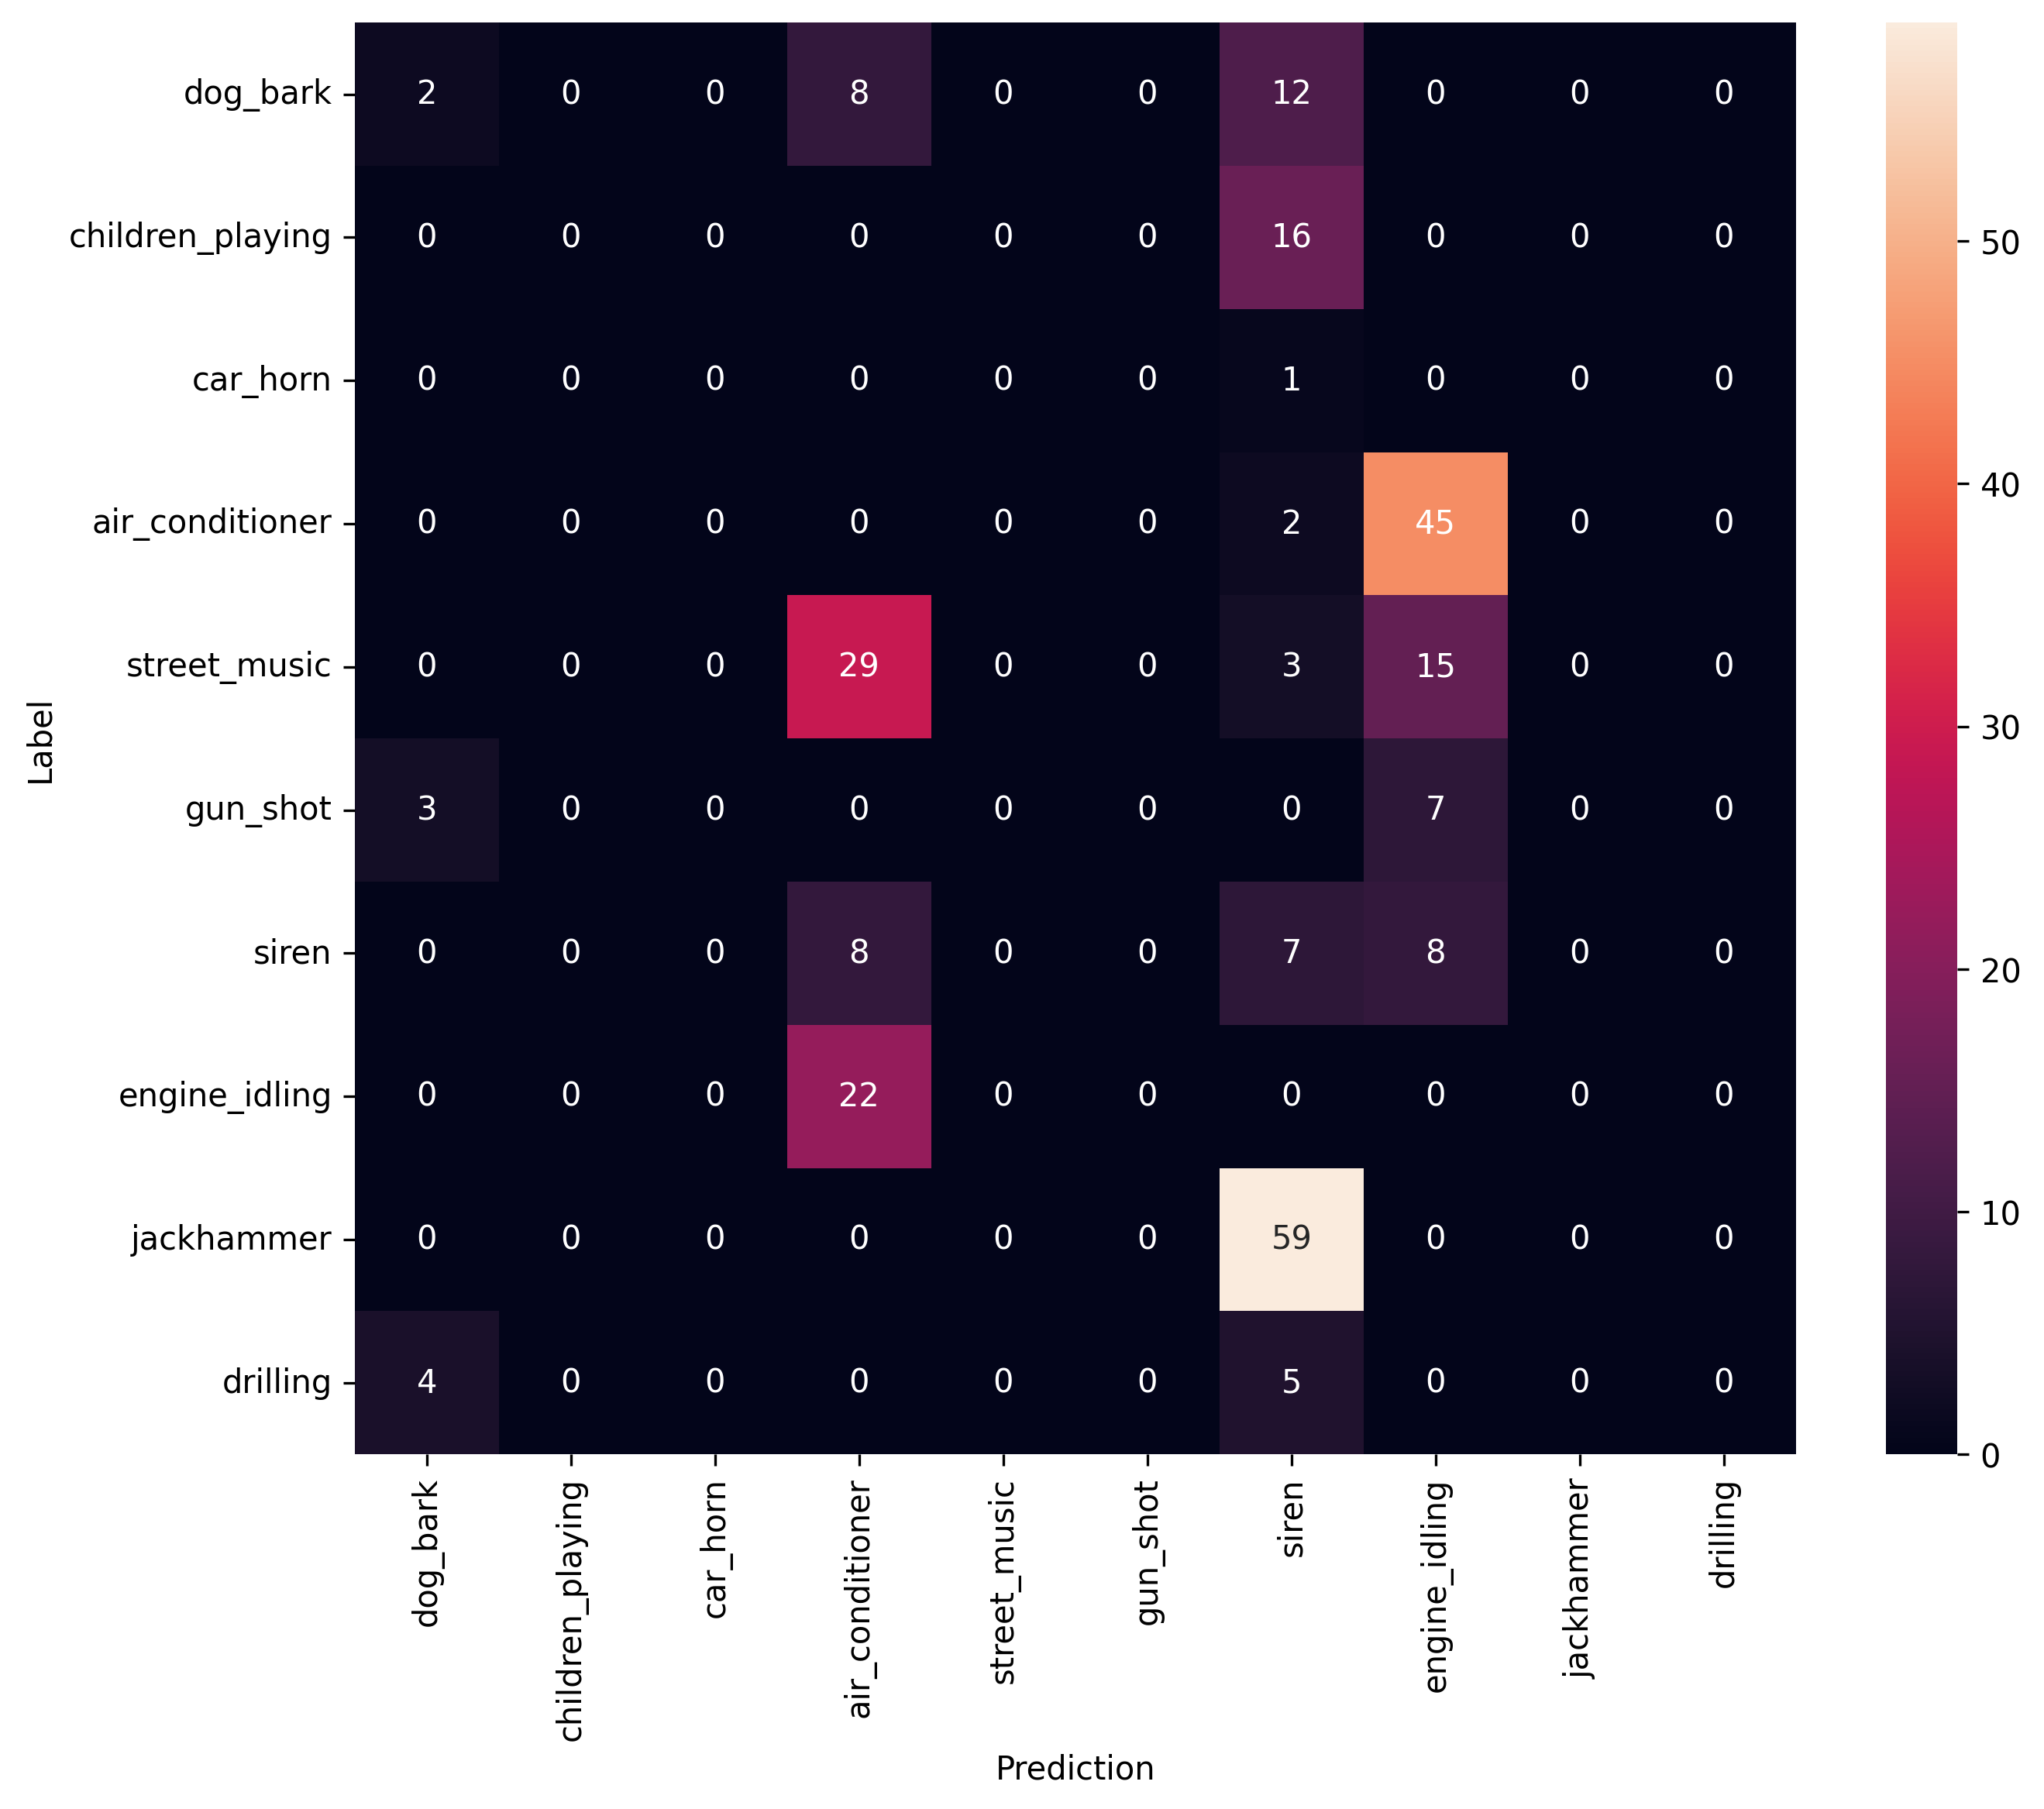 dog_bark 2 0 0 8 0 0 12 0 0 0
children_playing 0 0 0 0 0 0 16 0 0 0
car_horn 0 0 0 0 0 0 1 0 0 0
air_conditioner 0 0 0 0 0 0 2 45 0 0
street_music 0 0 0 29 0 0 3 15 0 0
gun_shot 3 0 0 0 0 0 0 7 0 0
siren 0 0 0 8 0 0 7 8 0 0
engine_idling 0 0 0 22 0 0 0 0 0 0
jackhammer 0 0 0 0 0 0 59 0 0 0
drilling 4 0 0 0 0 0 5 0 0 0
Label
dog_bark
children_playing
car_horn
air_conditioner
street_music
gun_shot
siren
engine_idling
jackhammer
drilling
Prediction
50
40
30
20
10
0